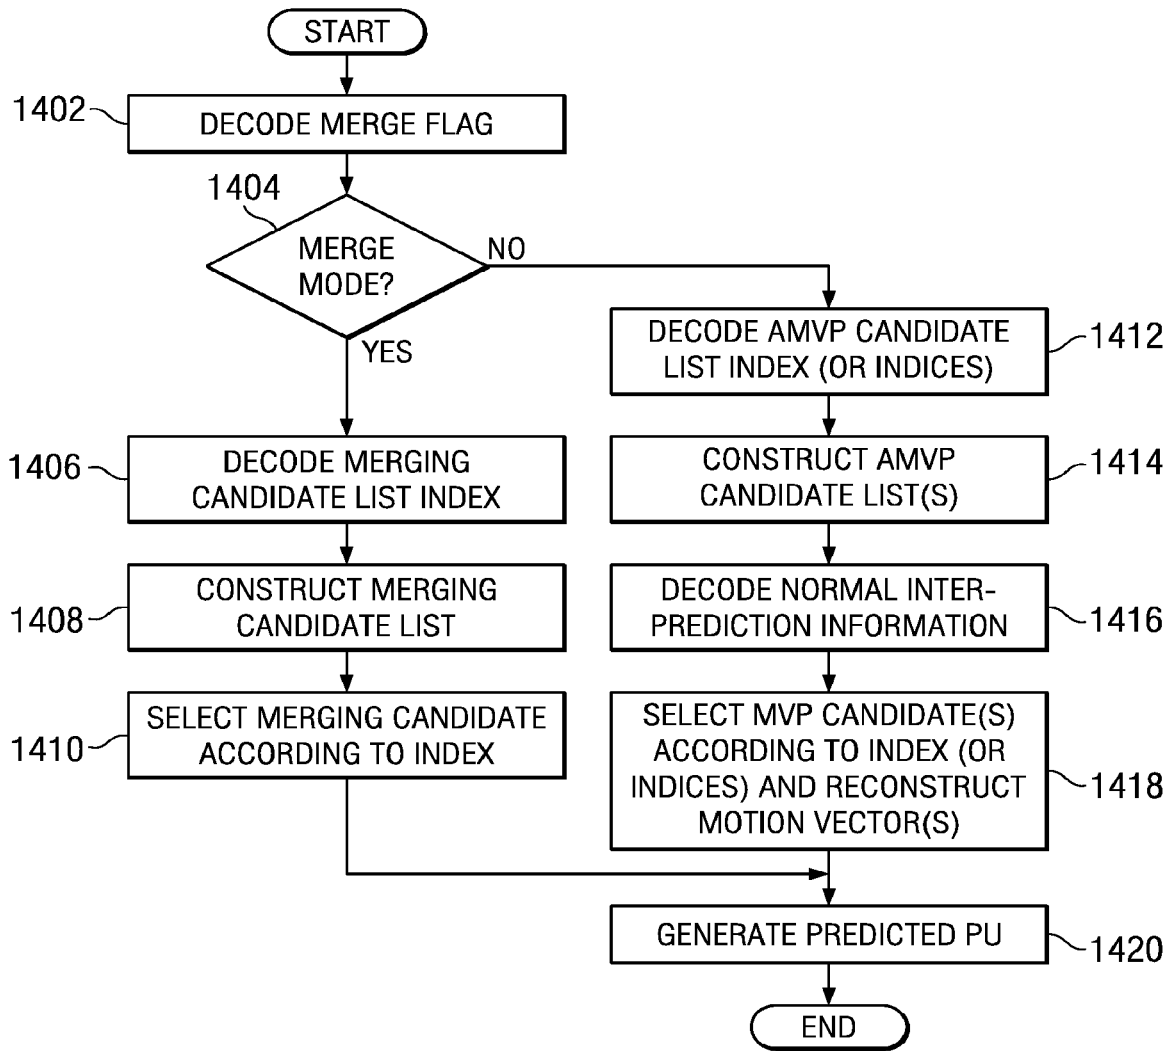 START
1402
DECODE MERGE FLAG
1404
MERGE
MODE?
NO
YES
1406
DECODE MERGING
CANDIDATE LIST INDEX
1408
CONSTRUCT MERGING
CANDIDATE LIST
1410
SELECT MERGING CANDIDATE
ACCORDING TO INDEX
DECODE AMVP CANDIDATE
LIST INDEX (OR INDICES)
1412
CONSTRUCT AMVP
CANDIDATE LIST(S)
1414
DECODE NORMAL INTER-
PREDICTION INFORMATION
1416
SELECT MVP CANDIDATE(S)
ACCORDING TO INDEX (OR
INDICES) AND RECONSTRUCT
MOTION VECTOR(S)
1418
GENERATE PREDICTED PU
1420
END